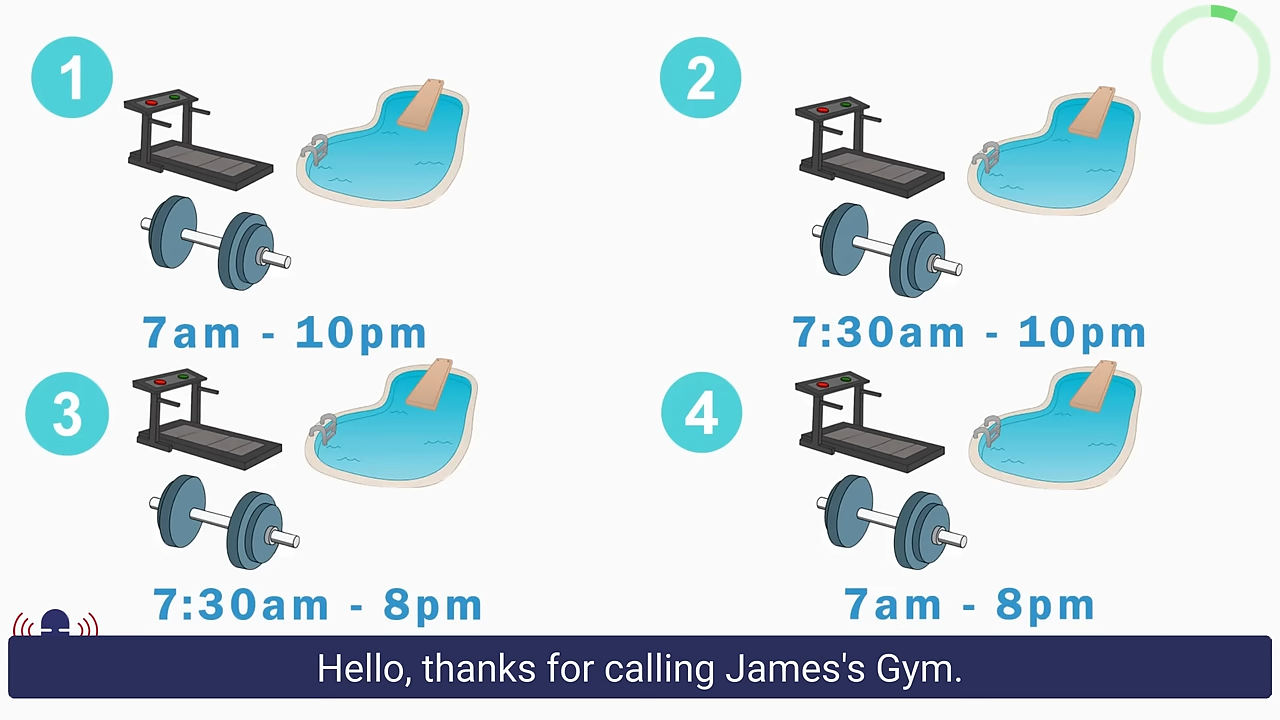 1
2
7am - 10pm
7:30am - 10pm
3
4
7:30am - 8pm
7am - 8pm
Hello, thanks for calling James's Gym.